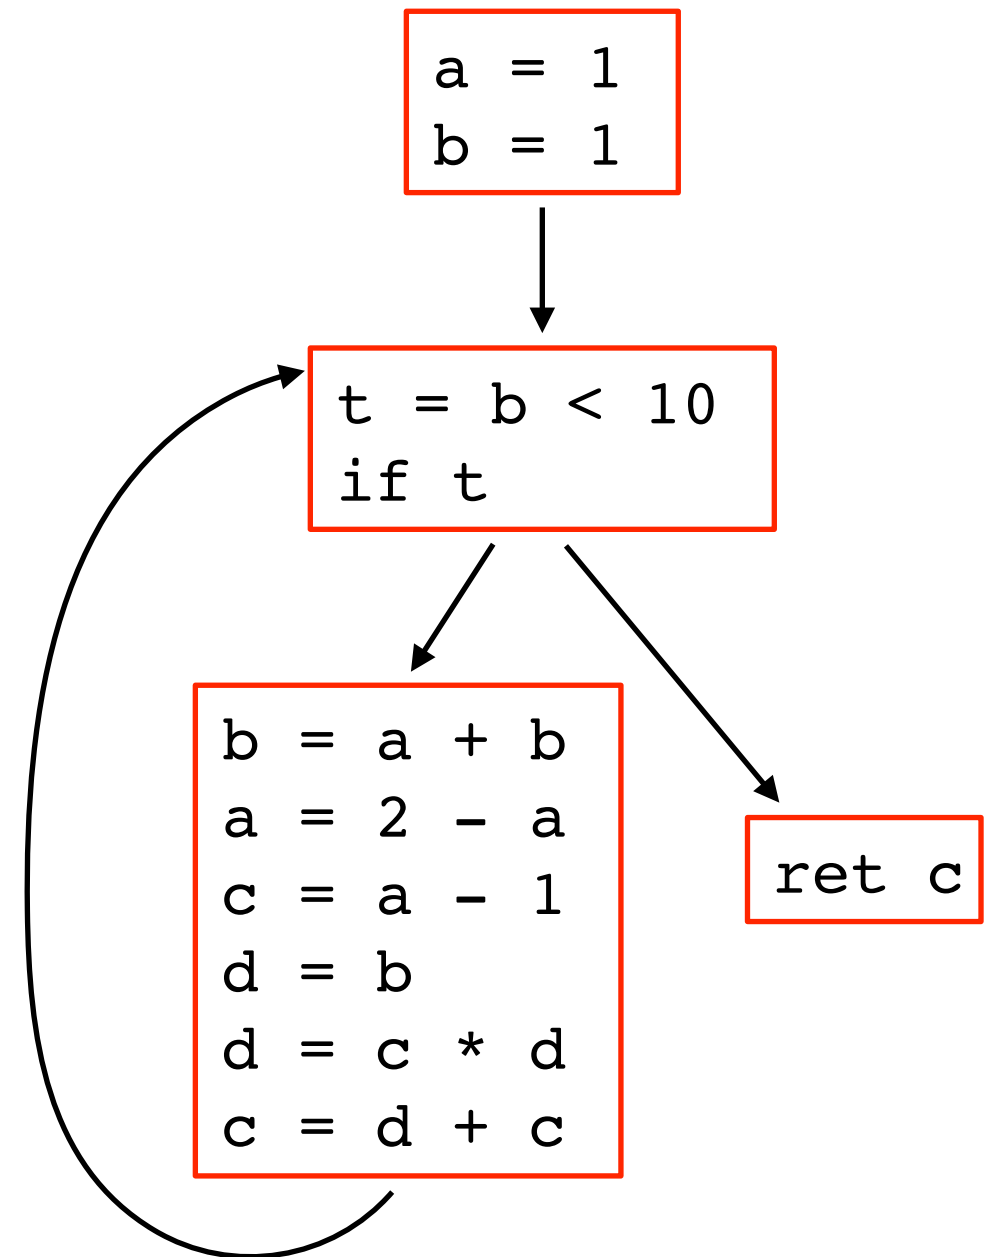 a = 1
b = 1
t = b < 10
if t
b = a + b
a = 2 - a
c = a - 1
d = b
d = c * d
c = d + c
ret c